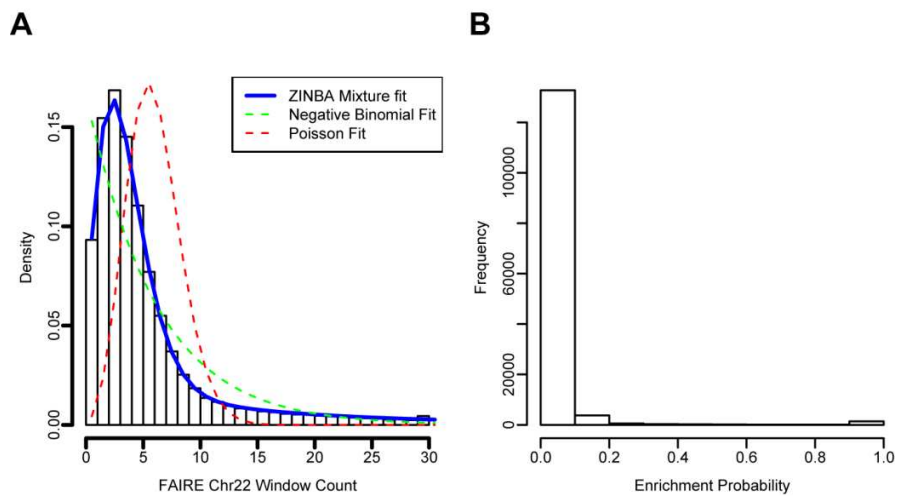 A
B
ZINBA Mixture fit
Negative Binomial Fit
Poisson Fit
Density
0.00
0.05
0.10
0.15
0 5 10 15 20 25 30
FAIRE Chr22 Window Count
Frequency
0
20000
60000
100000
0.0 0.2 0.4 0.6 0.8 1.0
Enrichment Probability